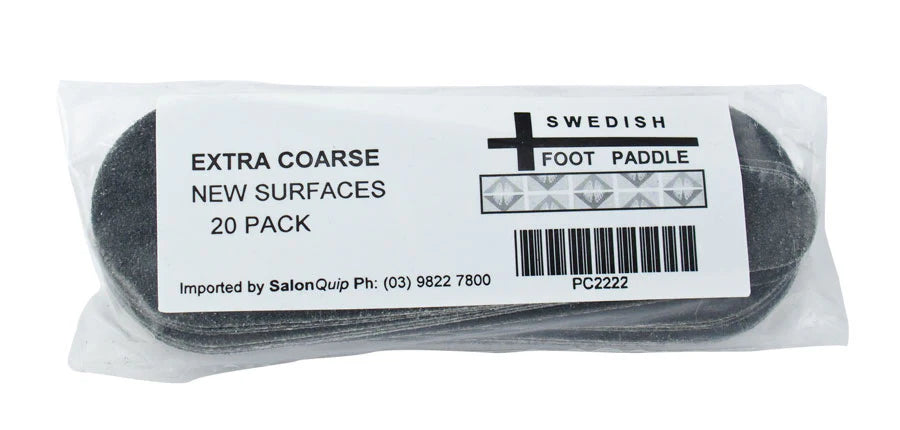 EXTRA COARSE
NEW SURFACES
20 PACK
Imported by SalonQuip Ph: (03) 9822 7800
SWEDISH
FOOT PADDLE
PC2222